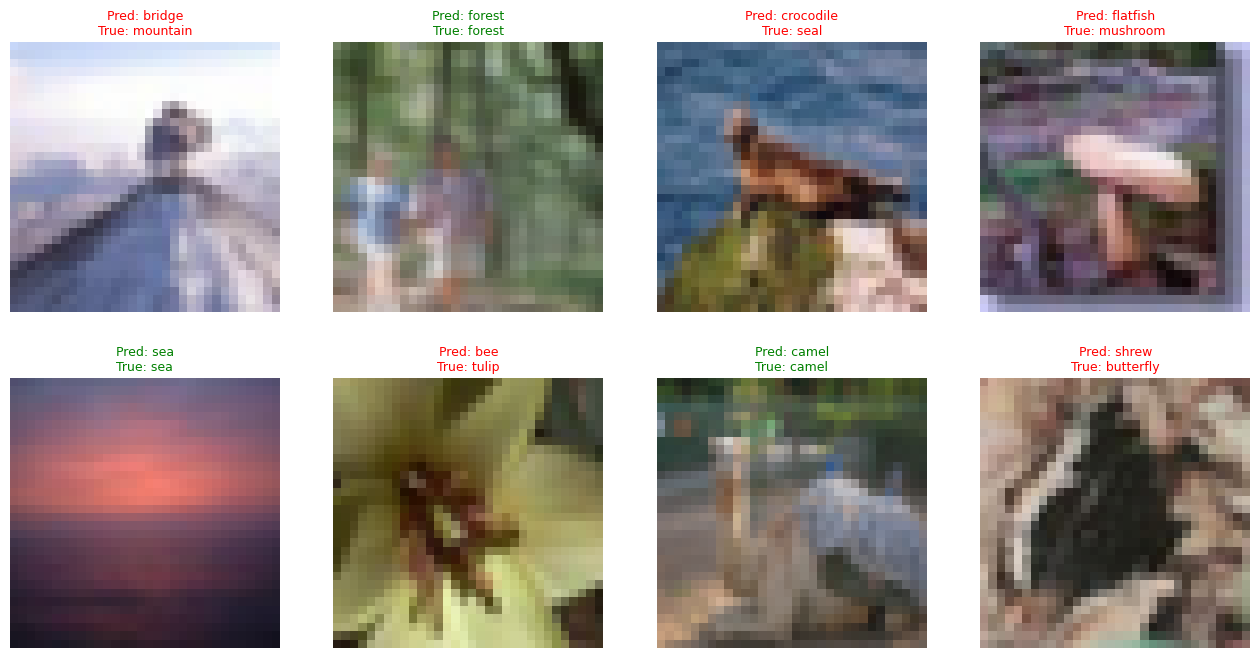 Pred: bridge
True: mountain
Pred: forest
True: forest
Pred: crocodile
True: seal
Pred: flatfish
True: mushroom
Pred: sea
True: sea
Pred: bee
True: tulip
Pred: camel
True: camel
Pred: shrew
True: butterfly